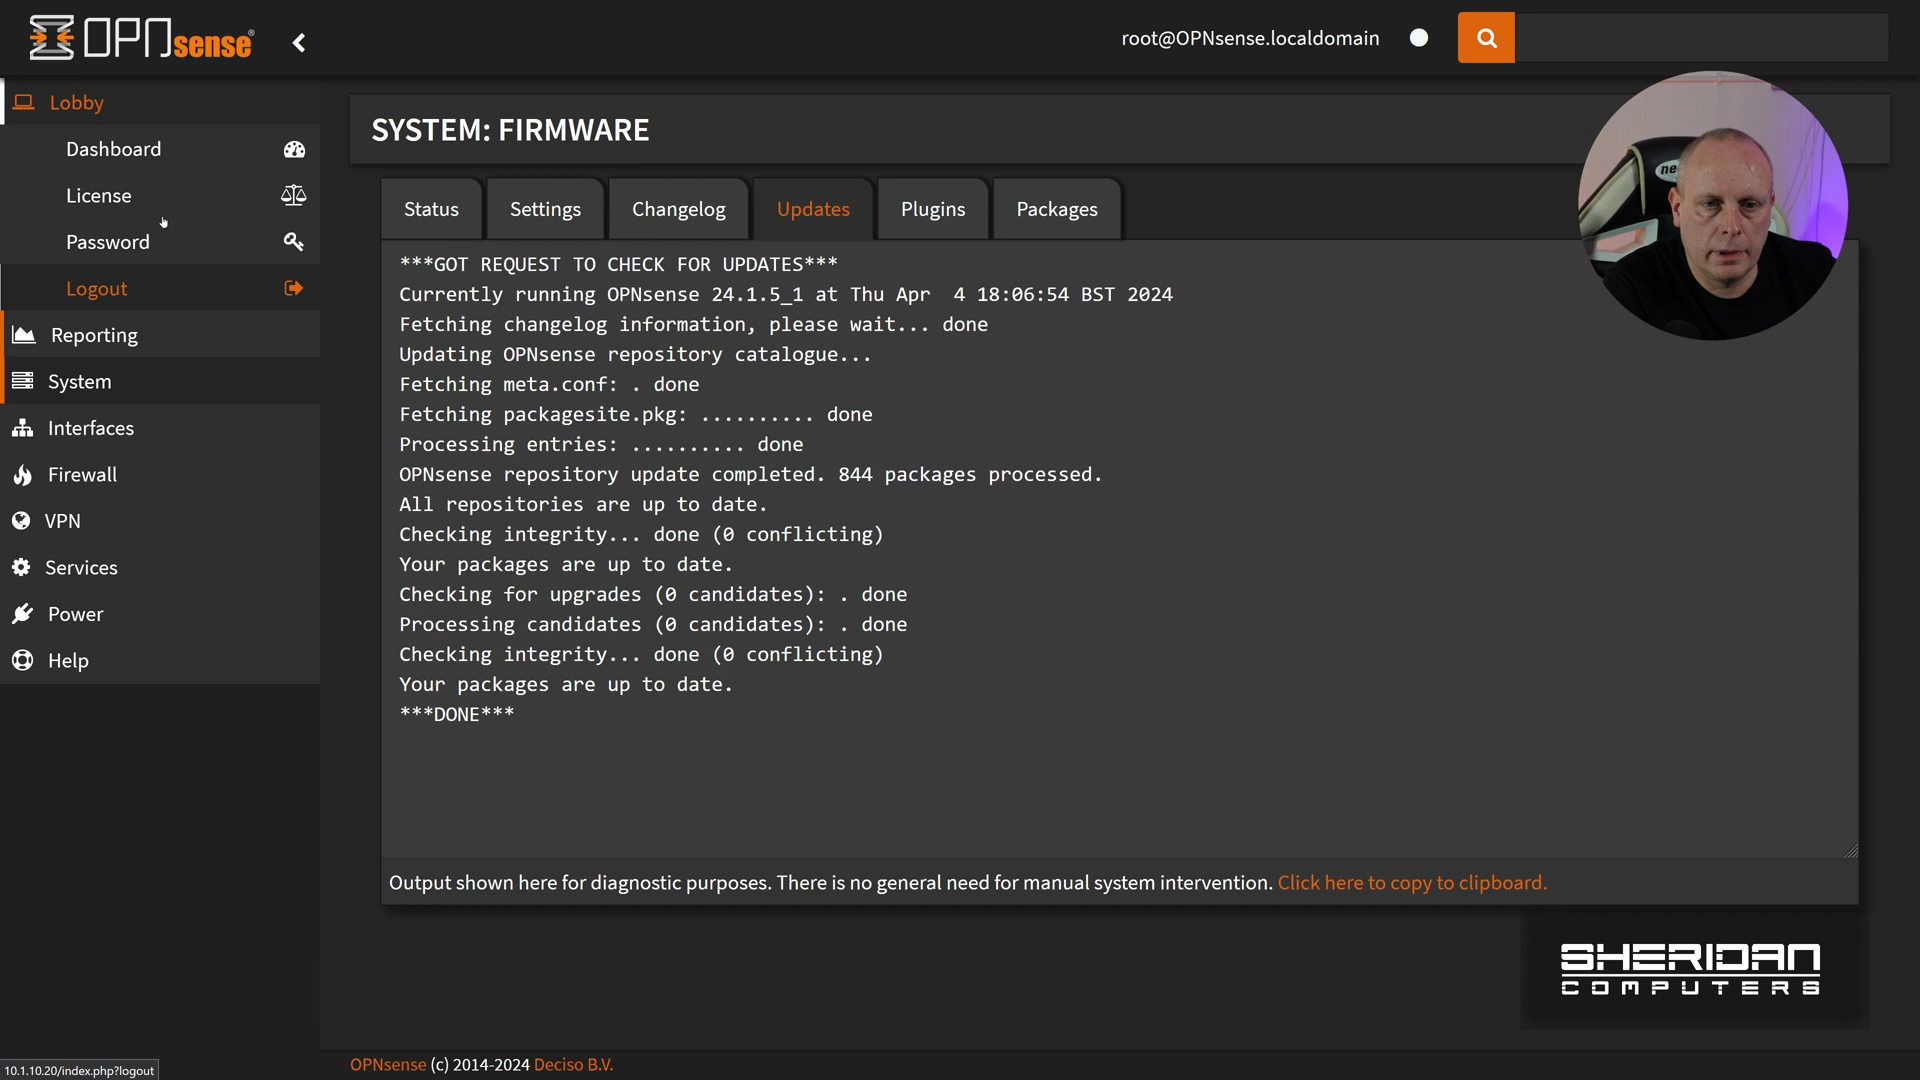 OPNsense®
root@OPNsense.localdomain
Lobby
Dashboard
License
Password
Logout
Reporting
System
Interfaces
Firewall
VPN
Services
Power
Help
SYSTEM: FIRMWARE
Status
Settings
Changelog
Updates
Plugins
Packages
***GOT REQUEST TO CHECK FOR UPDATES***
Currently running OPNsense 24.1.5_1 at Thu Apr  4 18:06:54 BST 2024
Fetching changelog information, please wait... done
Updating OPNsense repository catalogue...
Fetching meta.conf: . done
Fetching packagesite.pkg: .......... done
Processing entries: .......... done
OPNsense repository update completed. 844 packages processed.
All repositories are up to date.
Checking integrity... done (0 conflicting)
Your packages are up to date.
Checking for upgrades (0 candidates): . done
Processing candidates (0 candidates): . done
Checking integrity... done (0 conflicting)
Your packages are up to date.
***DONE***
Output shown here for diagnostic purposes. There is no general need for manual system intervention. Click here to copy to clipboard.
SHERIDAN
COMPUTERS
OPNsense (c) 2014-2024 Deciso B.V.
10.1.10.20/index.php?logout